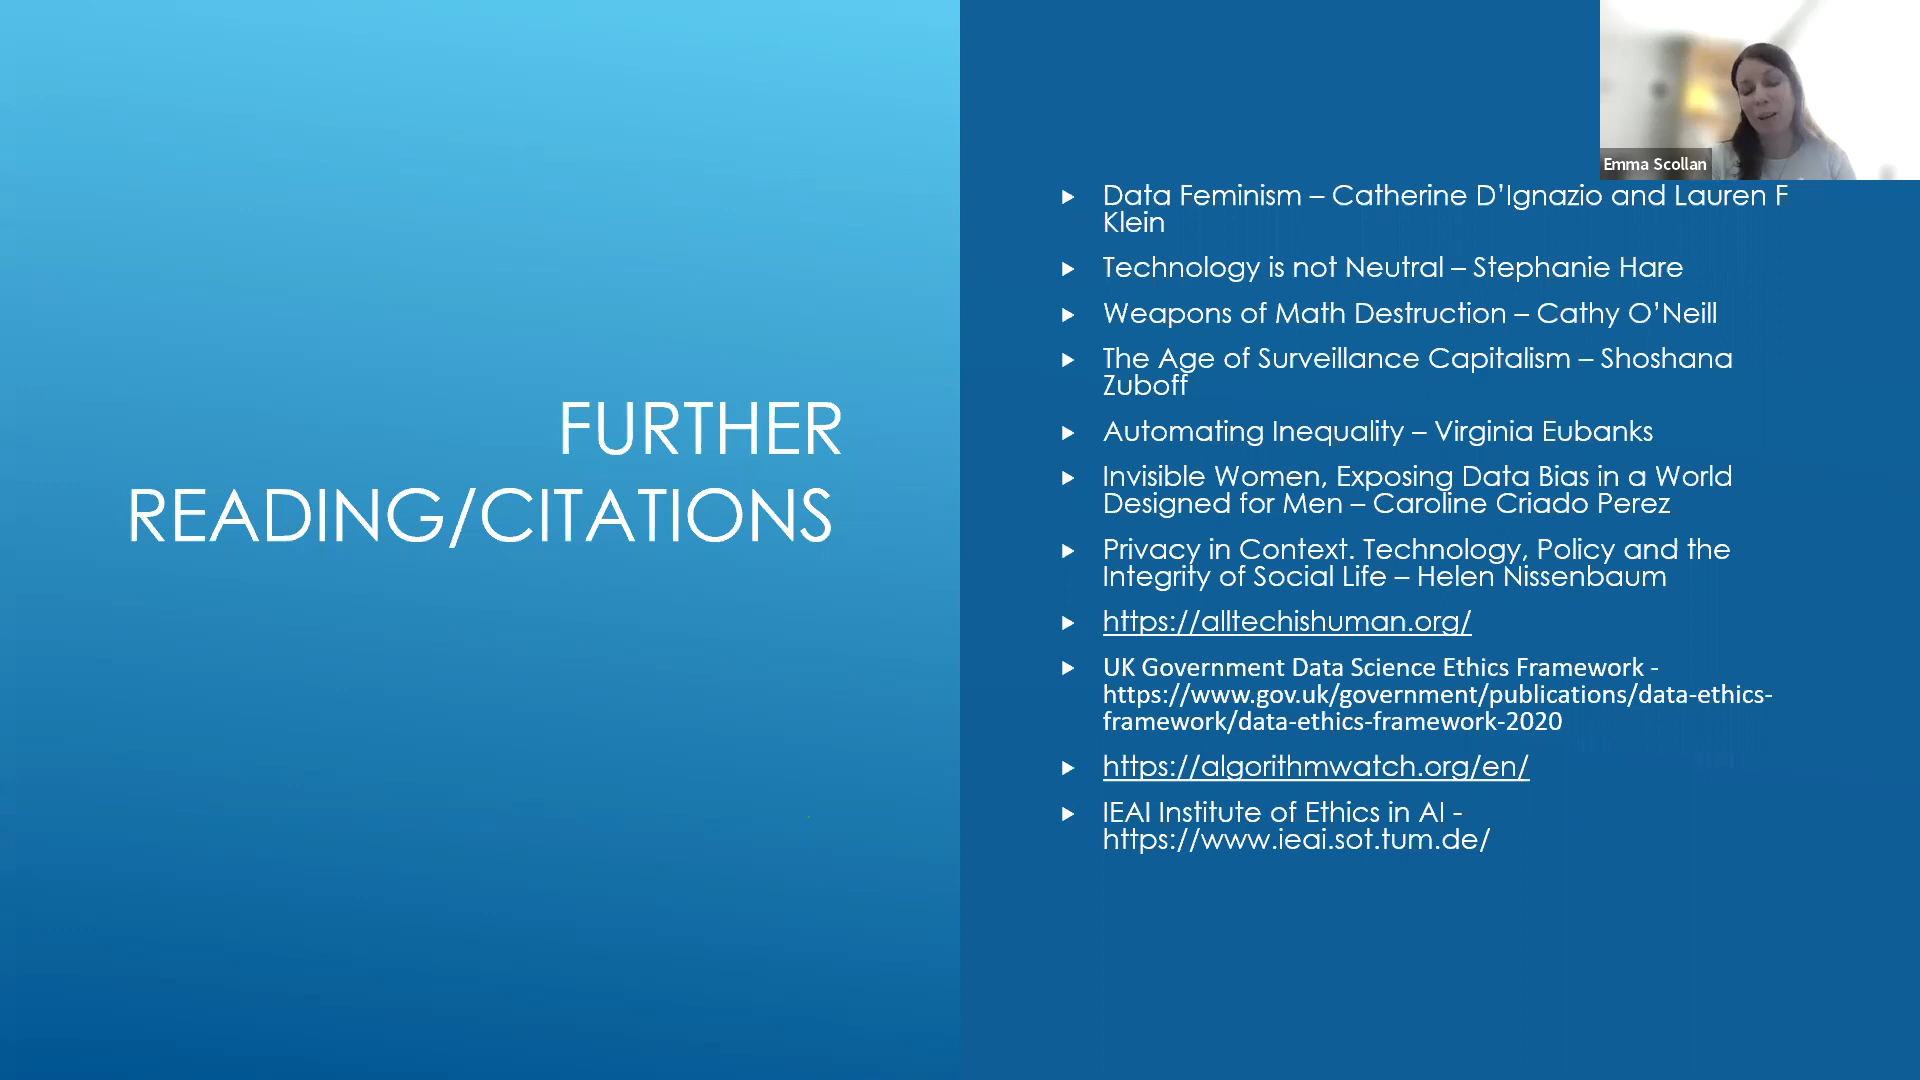 Emma Scollan
FURTHER
READING/CITATIONS
Data Feminism – Catherine D’Ignazio and Lauren F
Klein
Technology is not Neutral – Stephanie Hare
Weapons of Math Destruction – Cathy O’Neill
The Age of Surveillance Capitalism – Shoshana
Zuboff
Automating Inequality – Virginia Eubanks
Invisible Women, Exposing Data Bias in a World
Designed for Men – Caroline Criado Perez
Privacy in Context. Technology, Policy and the
Integrity of Social Life – Helen Nissenbaum
https://alltechishuman.org/
UK Government Data Science Ethics Framework -
https://www.gov.uk/government/publications/data-ethics-
framework/data-ethics-framework-2020
https://algorithmwatch.org/en/
IEAI Institute of Ethics in AI -
https://www.ieai.sot.tum.de/